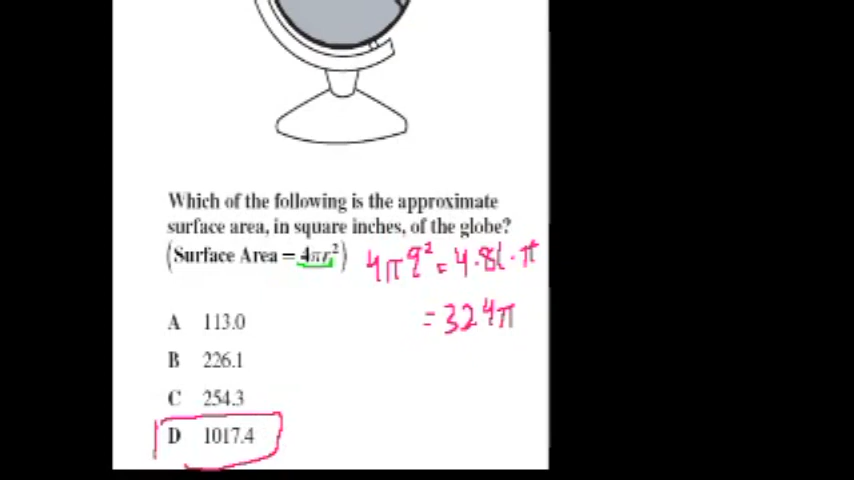 Which of the following is the approximate
surface area, in square inches, of the globe?
(Surface Area = 4πr²) 4π9² = 4·81·π
= 324π
A 113.0
B 226.1
C 254.3
D 1017.4